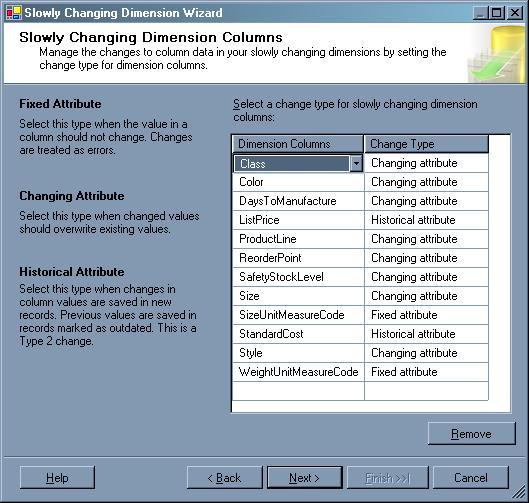 Slowly Changing Dimension Wizard
Slowly Changing Dimension Columns
Manage the changes to column data in your slowly changing dimensions by setting the
change type for dimension columns.
Fixed Attribute
Select this type when the value in a
column should not change. Changes
are treated as errors.
Changing Attribute
Select this type when changed values
should overwrite existing values.
Historical Attribute
Select this type when changes in
column values are saved in new
records. Previous values are saved in
records marked as outdated. This is a
Type 2 change.
Select a change type for slowly changing dimension
columns:
Dimension Columns Change Type
Class Changing attribute
Color Changing attribute
DaysToManufacture Changing attribute
ListPrice Historical attribute
ProductLine Changing attribute
ReorderPoint Changing attribute
SafetyStockLevel Changing attribute
Size Changing attribute
SizeUnitMeasureCode Fixed attribute
StandardCost Historical attribute
Style Changing attribute
WeightUnitMeasureCode Fixed attribute
Remove
Help < Back Next > Finish >>| Cancel